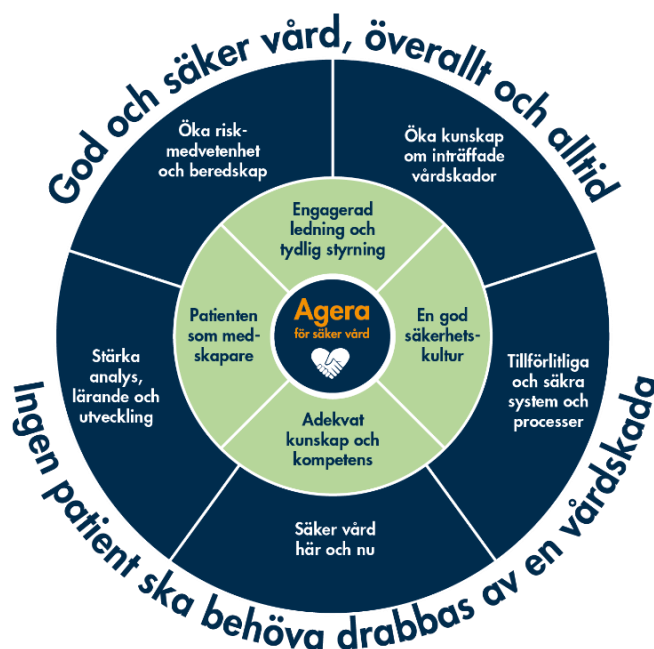 God och säker vård, överallt och alltid
Öka risk-
medvetenhet
och beredskap
Öka kunskap
om inträffade
vårdskador
Engagerad
ledning och
tydlig styrning
Patienten
som med-
skapare
Agera
för säker vård
En god
säkerhets-
kultur
Stärka
analys,
lärande och
utveckling
Tillförlitliga
och säkra
system och
processer
Adekvat
kunskap och
kompetens
Säker vård
här och nu
Ingen patient ska behöva drabbas av en vårdskada